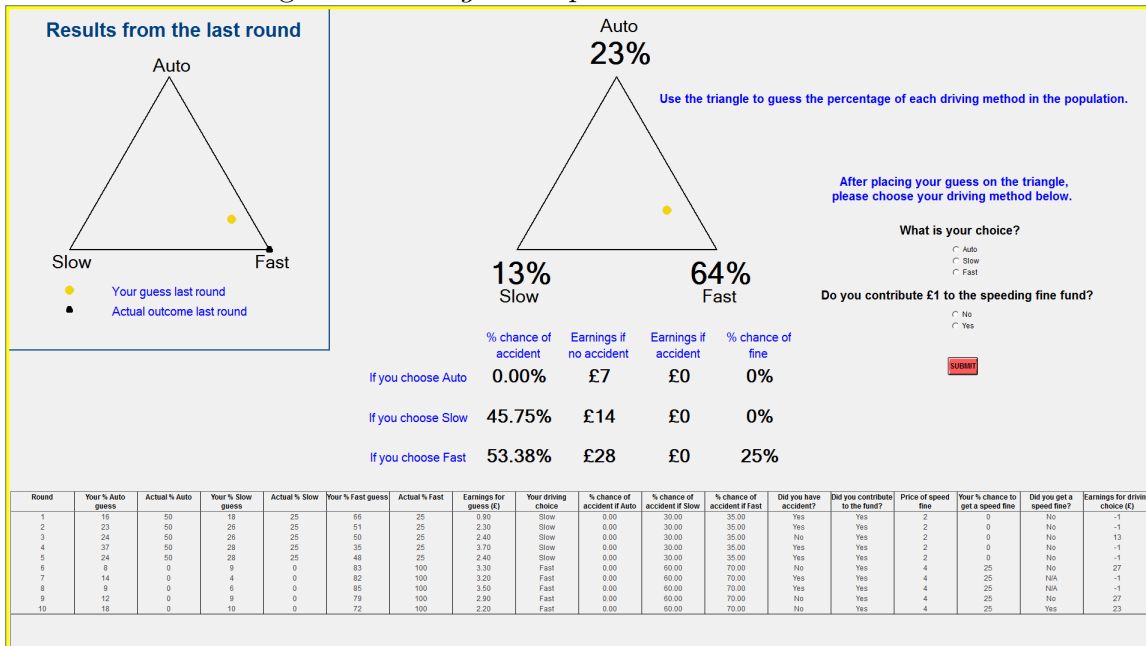 Results from the last round
Auto
Slow
Fast
Your guess last round
Actual outcome last round
Auto
23%
Use the triangle to guess the percentage of each driving method in the population.
13%
Slow
64%
Fast
After placing your guess on the triangle,
please choose your driving method below.
What is your choice?
Auto
Slow
Fast
Do you contribute £1 to the speeding fine fund?
No
Yes
SUBMIT
% chance of accident Earnings if no accident Earnings if accident % chance of fine
If you choose Auto 0.00% £7 £0 0%
If you choose Slow 45.75% £14 £0 0%
If you choose Fast 53.38% £28 £0 25%
Round Your % Auto guess Actual % Auto Your % Slow guess Actual % Slow Your % Fast guess Actual % Fast Earnings for guess (£) Your driving choice % chance of accident if Auto % chance of accident if Slow % chance of accident if Fast Did you have accident? Did you contribute to the fund? Price of speed fine Your % chance to get a speed fine Did you get a speed fine? Earnings for driving choice (£)
1 16 50 18 25 66 25 0.90 Slow 0.00 30.00 35.00 Yes Yes 2 0 No -1
2 23 50 26 25 51 25 2.30 Slow 0.00 30.00 35.00 Yes Yes 2 0 No -1
3 24 50 26 25 50 25 2.40 Slow 0.00 30.00 35.00 No Yes 2 0 No 13
4 37 50 28 25 35 25 3.70 Slow 0.00 30.00 35.00 Yes Yes 2 0 No -1
5 24 50 28 25 48 25 2.40 Slow 0.00 30.00 35.00 Yes Yes 2 0 No -1
6 8 0 9 0 83 100 3.30 Fast 0.00 60.00 70.00 No Yes 4 25 No 27
7 14 0 4 0 82 100 3.20 Fast 0.00 60.00 70.00 Yes Yes 4 25 N/A -1
8 9 0 6 0 85 100 3.50 Fast 0.00 60.00 70.00 Yes Yes 4 25 N/A -1
9 12 0 9 0 79 100 2.90 Fast 0.00 60.00 70.00 No Yes 4 25 No 27
10 18 0 10 0 72 100 2.20 Fast 0.00 60.00 70.00 No Yes 4 25 Yes 23